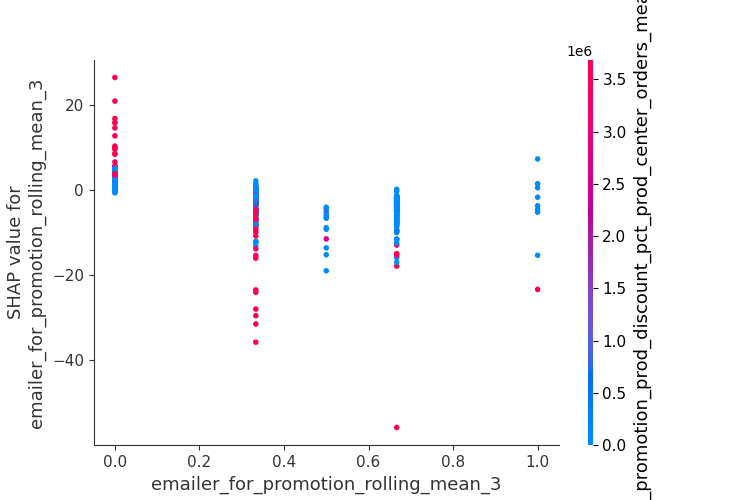 1e6
3.5
3.0
2.5
2.0
1.5
1.0
0.5
0.0
20
0
−20
−40
0.0 0.2 0.4 0.6 0.8 1.0
emailer_for_promotion_rolling_mean_3
SHAP value for
emailer_for_promotion_rolling_mean_3
_promotion_prod_discount_pct_prod_center_orders_mea